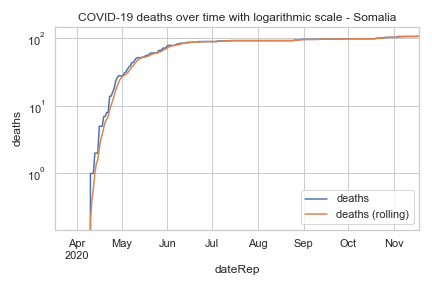 COVID-19 deaths over time with logarithmic scale - Somalia
10²
10¹
10⁰
deaths
deaths
deaths (rolling)
Apr May Jun Jul Aug Sep Oct Nov
2020
dateRep